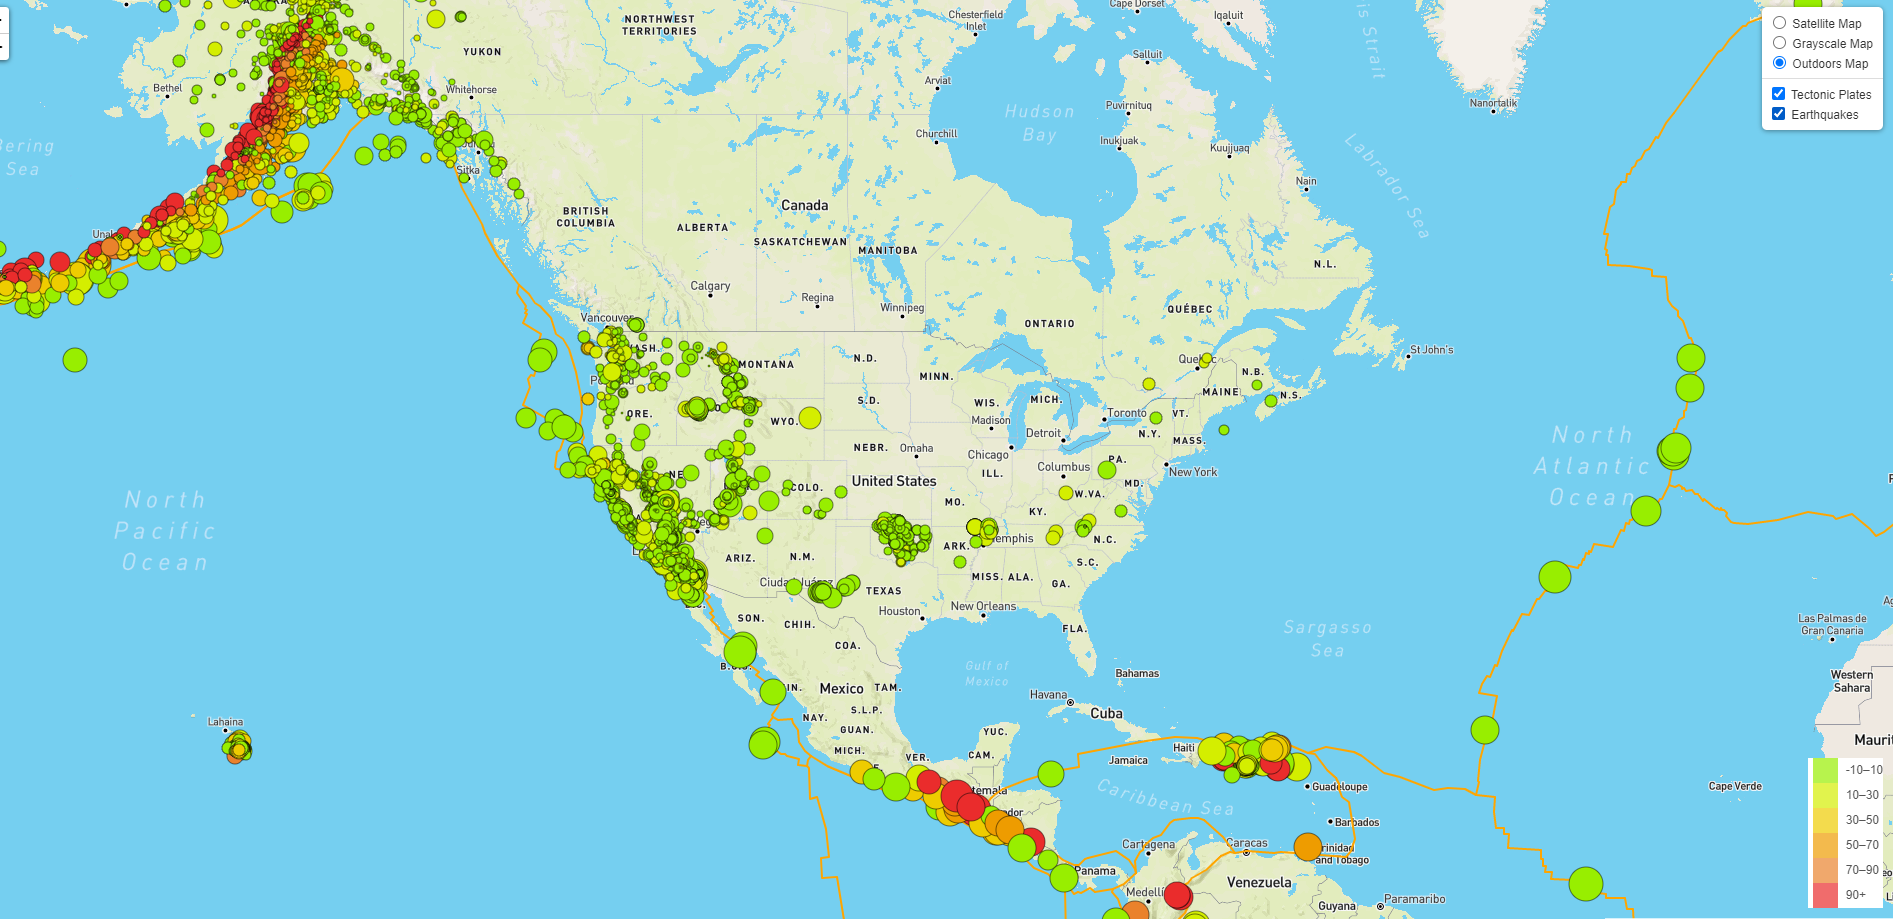 Satellite Map
Grayscale Map
Outdoors Map
Tectonic Plates
Earthquakes
Chesterfield
Inlet
Cape Dorset
Iqaluit
NORTHWEST
TERRITORIES
YUKON
Salluit
Bethel
Whitehorse
Arviat
Puvirnituq
Nanortalik
Hudson
Bay
Churchill
Inukjuak
Kuujjuaq
Labrador Sea
Sea
Sitka
Nain
Canada
BRITISH
COLUMBIA
ALBERTA
SASKATCHEWAN
MANITOBA
N.L.
Calgary
Regina
Winnipeg
QUÉBEC
Vancouver
ONTARIO
St John's
MONTANA
N.D.
MINN.
N.B.
MAINE
N.S.
ORE.
WYO.
S.D.
WIS.
Madison
MICH.
Toronto
VT.
N.Y.
MASS.
Detroit
NEBR.
Omaha
Chicago
ILL.
Columbus
PA.
New York
MD.
W.VA.
United States
COLO.
MO.
KY.
North
Atlantic
Ocean
North
Pacific
Ocean
ARIZ.
N.M.
ARK.
N.C.
S.C.
MISS.
ALA.
GA.
Ciudad Juárez
TEXAS
Houston
New Orleans
SON.
CHIH.
FLA.
Sargasso
Sea
Las Palmas de
Gran Canaria
COA.
Gulf of
Mexico
Bahamas
Western
Sahara
Mexico
TAM.
Havana
Cuba
NAY.
S.L.P.
GUAN.
MICH.
YUC.
CAM.
VER.
Lahaina
Haiti
Jamaica
Guadeloupe
Caribbean Sea
Cape Verde
Barbados
Cartagena
Caracas
and Tobago
Panama
Venezuela
Guyana
Paramaribo
-10–10
10–30
30–50
50–70
70–90
90+